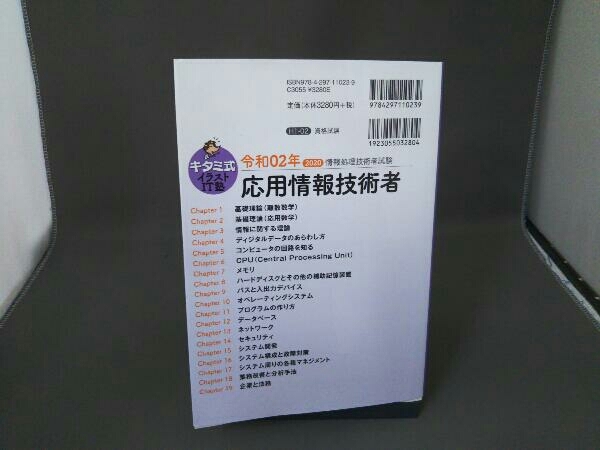 ISBN978-4-297-11023-9
C3055 ¥3280E
定価(本体3280円+税)
9784297110239
H1-02 資格試験
1923055032804
キタミ式
イラスト
IT塾
令和02年 2020 情報処理技術者試験
応用情報技術者
Chapter 1 基礎理論(離散数学)
Chapter 2 基礎理論(応用数学)
Chapter 3 情報に関する理論
Chapter 4 ディジタルデータのあらわし方
Chapter 5 コンピュータの回路を知る
Chapter 6 CPU(Central Processing Unit)
Chapter 7 メモリ
Chapter 8 ハードディスクとその他の補助記憶装置
Chapter 9 バスと入出力デバイス
Chapter 10 オペレーティングシステム
Chapter 11 プログラムの作り方
Chapter 12 データベース
Chapter 13 ネットワーク
Chapter 14 セキュリティ
Chapter 15 システム開発
Chapter 16 システム構成と故障対策
Chapter 17 システム周りの各種マネジメント
Chapter 18 業務改善と分析手法
Chapter 19 企業と法務